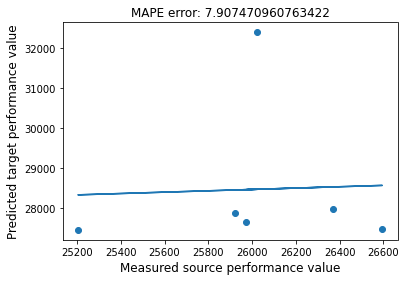 MAPE error: 7.907470960763422
Predicted target performance value
32000
31000
30000
29000
28000
25200 25400 25600 25800 26000 26200 26400 26600
Measured source performance value